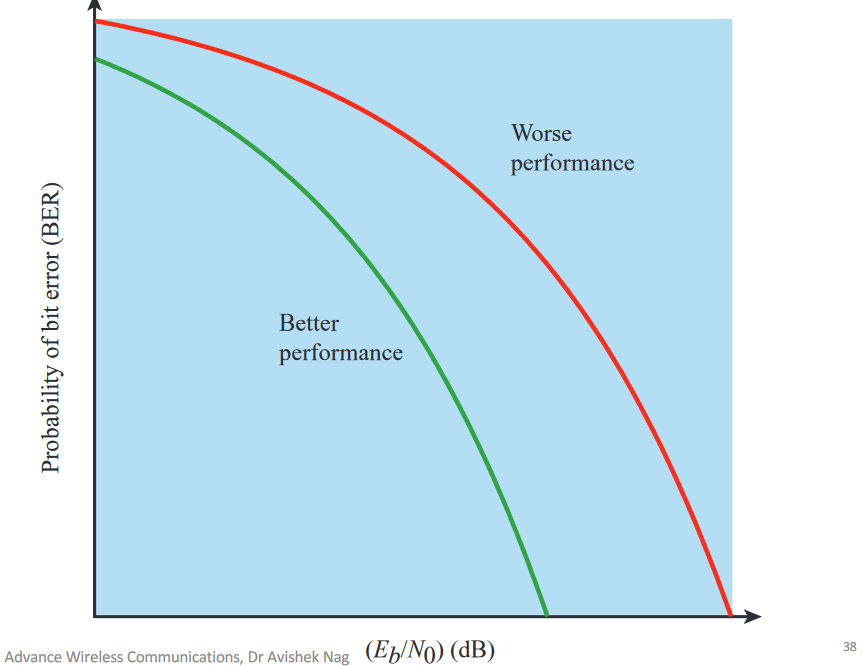 Worse
performance
Probability of bit error (BER)
Better
performance
(Eb/N0) (dB)
Advance Wireless Communications, Dr Avishek Nag
38